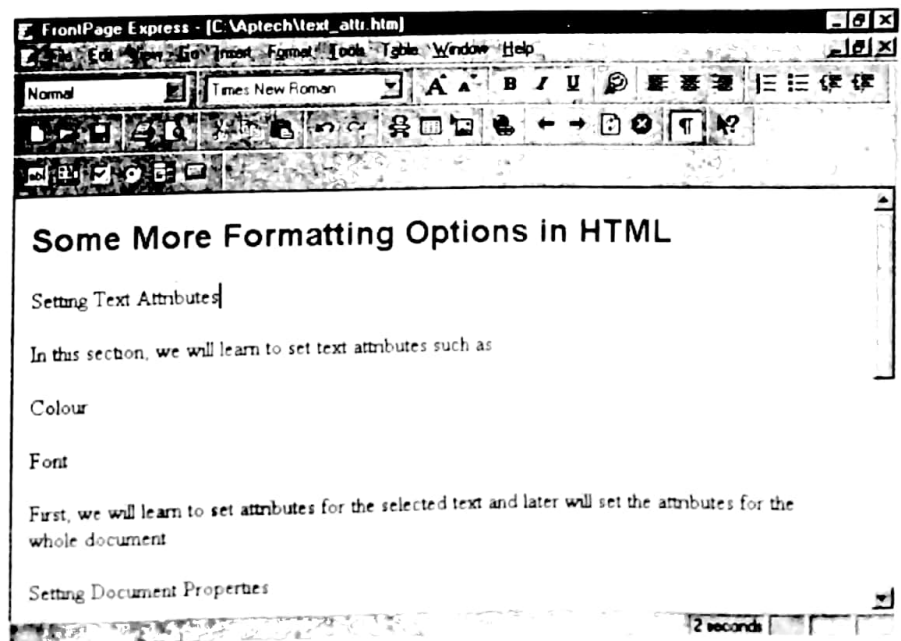 FrontPage Express - [C:\Aptech\text_attr.htm]
File Edit View Go Insert Format Tools Table Window Help
Normal Times New Roman A A B I U
abl
Some More Formatting Options in HTML
Setting Text Attributes
In this section, we will learn to set text attributes such as
Colour
Font
First, we will learn to set attributes for the selected text and later will set the attributes for the
whole document
Setting Document Properties
2 seconds